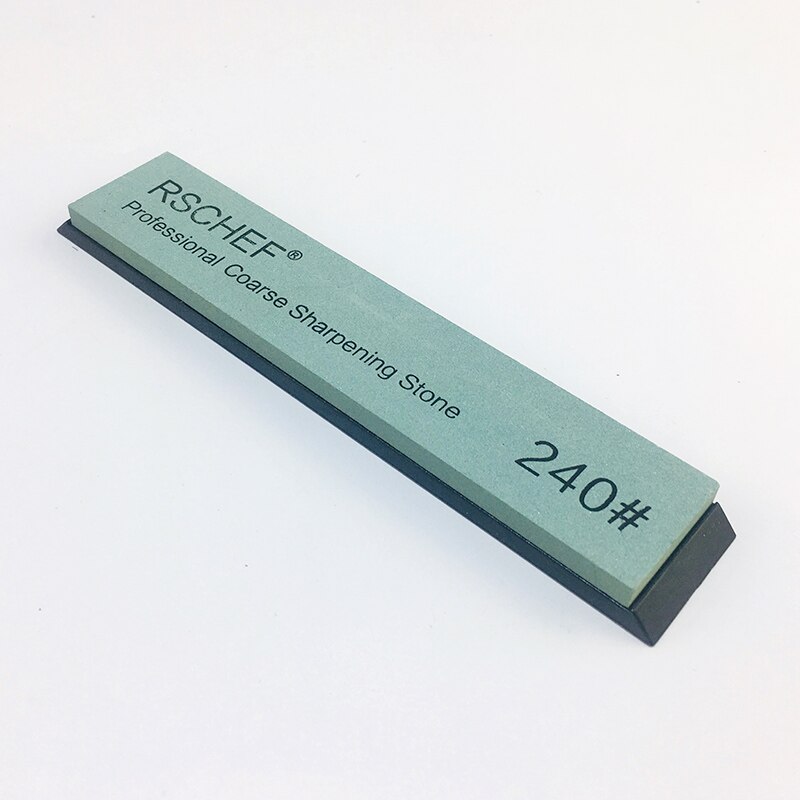 RSCHEF®
Professional Coarse Sharpening Stone
240#